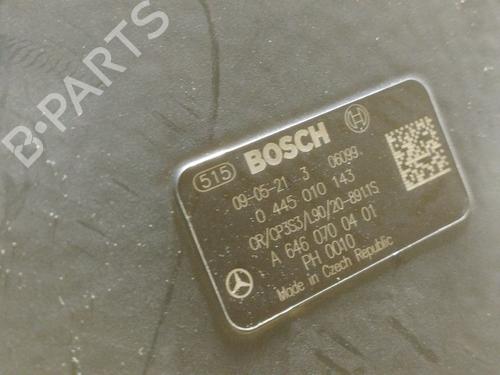 B-PARTS
515 BOSCH
09-05-21 3 06099
0 445 010 143
CR/CP3S3/L90/20-8911S
A 646 070 04 01
PH 0010
Made in Czech Republic